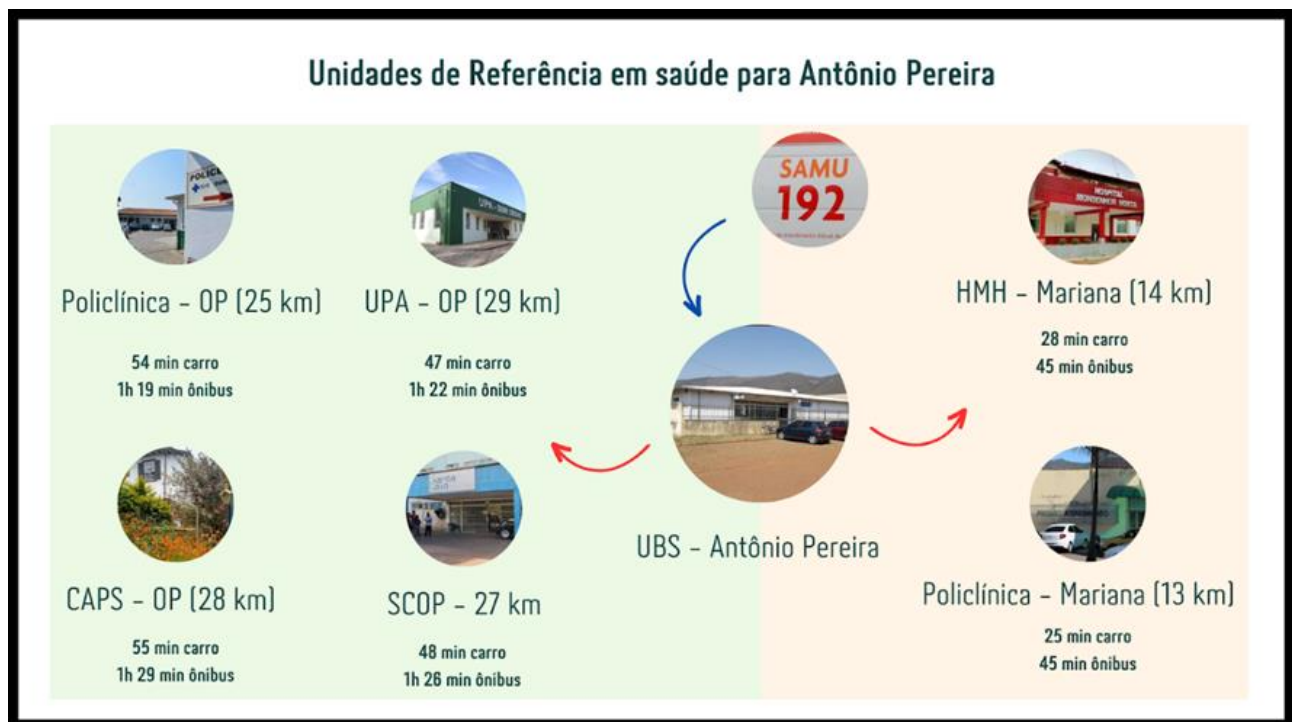 Unidades de Referência em saúde para Antônio Pereira
SAMU
192
Policlínica - OP (25 km)
54 min carro
1h 19 min ônibus
UPA - OP (29 km)
47 min carro
1h 22 min ônibus
HOSPITAL
HMH - Mariana (14 km)
28 min carro
45 min ônibus
CAPS - OP (28 km)
55 min carro
1h 29 min ônibus
SCOP - 27 km
48 min carro
1h 26 min ônibus
UBS - Antônio Pereira
Policlínica - Mariana (13 km)
25 min carro
45 min ônibus